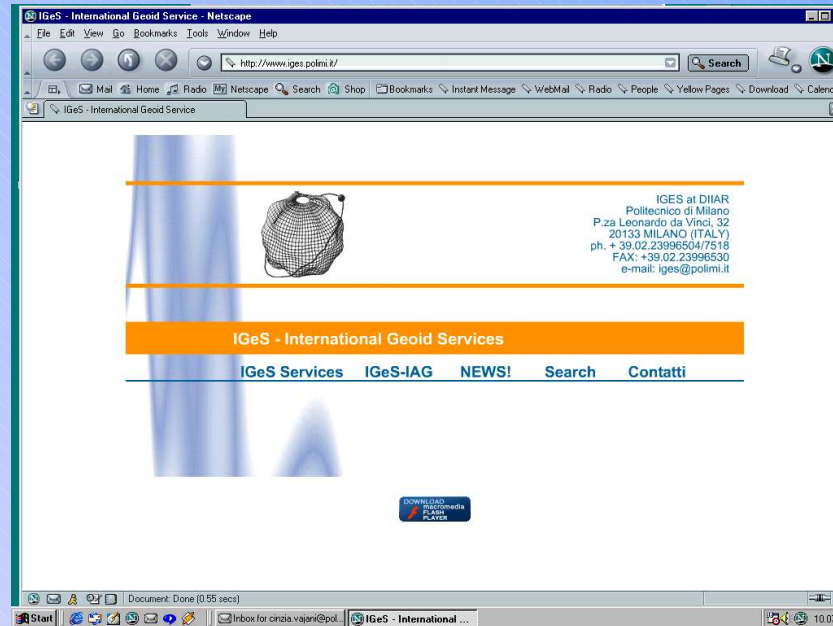 IGeS - International Geoid Service - Netscape
File Edit View Go Bookmarks Tools Window Help
http://www.iges.polimi.it/
Search
N
Mail Home Radio My Netscape Search Shop Bookmarks Instant Message WebMail Radio People Yellow Pages Download
IGeS - International Geoid Service
IGES at DIIAR
Politecnico di Milano
P.za Leonardo da Vinci, 32
20133 MILANO (ITALY)
ph. + 39.02.23996504/7518
FAX: +39.02.23996530
e-mail: iges@polimi.it
IGeS - International Geoid Services
IGeS Services IGeS-IAG NEWS! Search Contatti
DOWNLOAD
macromedia
FLASH
PLAYER
Document: Done (0.55 secs)
Start
Inbox for cinzia.vajani@pol...
IGeS - International ...